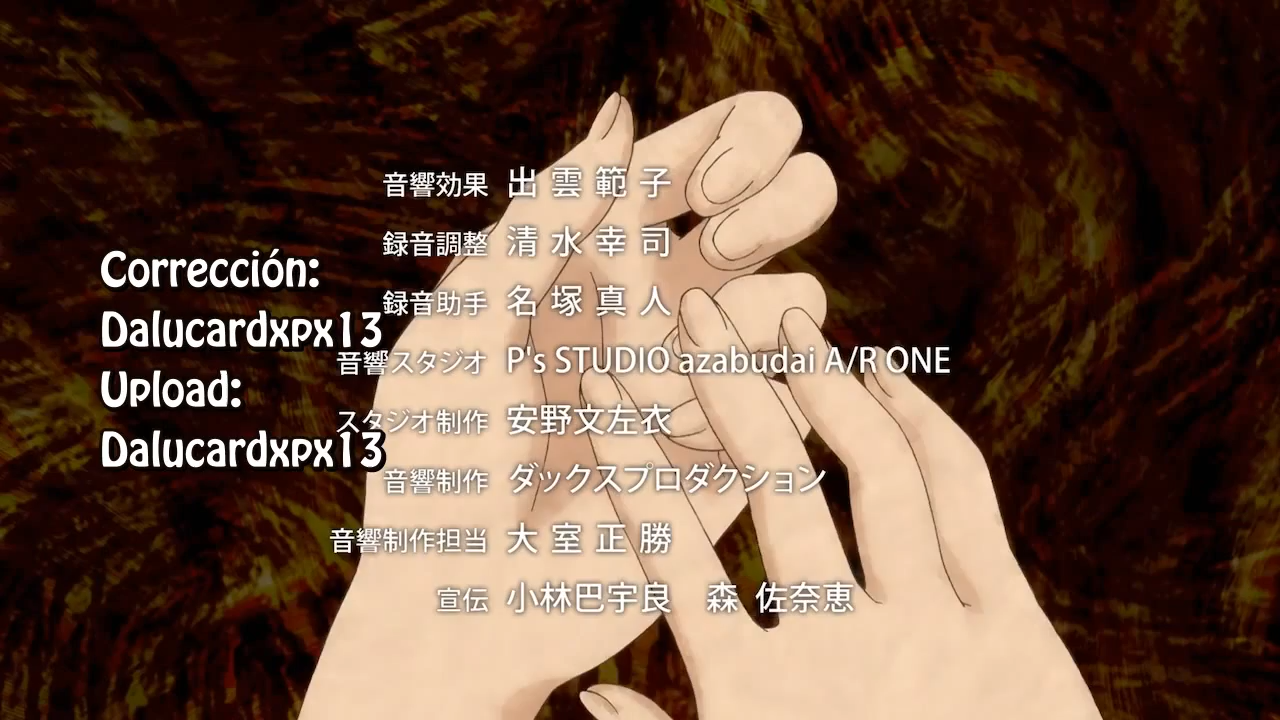 音響効果 出雲範子
録音調整 清水幸司
録音助手 名塚真人
音響スタジオ P's STUDIO azabudai A/R ONE
スタジオ制作 安野文左衣
音響制作 ダックスプロダクション
音響制作担当 大室正勝
宣伝 小林巴宇良 森 佐奈恵
Corrección:
Dalucardxpx13
Upload:
Dalucardxpx13